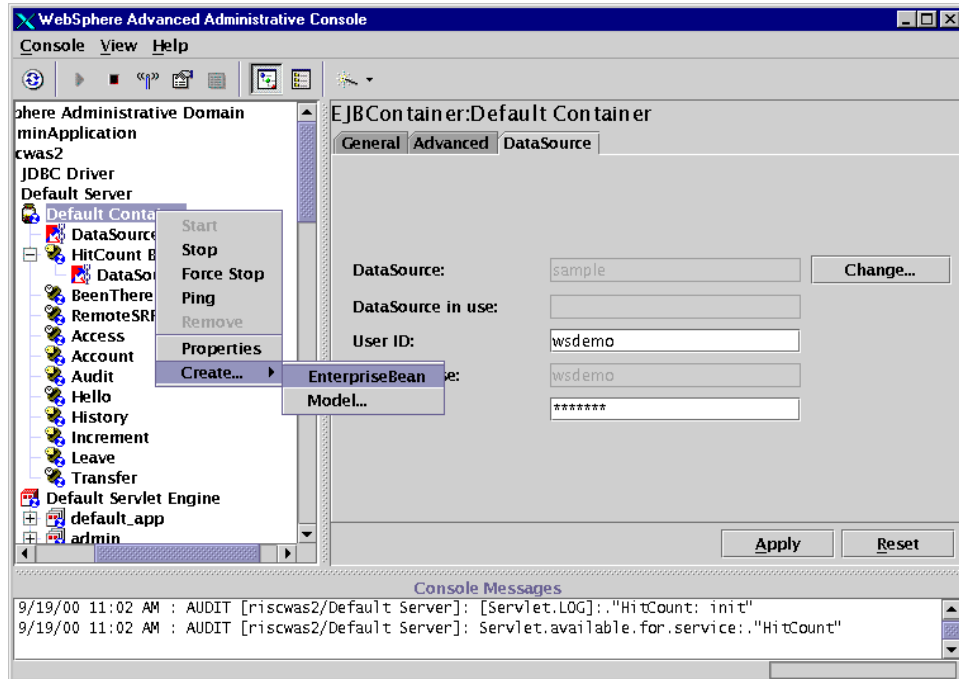 WebSphere Advanced Administrative Console
Console View Help
phere Administrative Domain
minApplication
cwas2
JDBC Driver
Default Server
Default Contai
DataSource
HitCount B
DataSou
BeenThere
RemoteSRP
Access
Account
Audit
Hello
History
Increment
Leave
Transfer
Default Servlet Engine
default_app
admin
Start
Stop
Force Stop
Ping
Remove
Properties
Create...
EnterpriseBean
Model...
EJBContainer:Default Container
General Advanced DataSource
DataSource: sample Change...
DataSource in use:
User ID: wsdemo
se: wsdemo
*******
Apply Reset
Console Messages
9/19/00 11:02 AM : AUDIT [riscwas2/Default Server]: [Servlet.LOG]:."HitCount: init"
9/19/00 11:02 AM : AUDIT [riscwas2/Default Server]: Servlet.available.for.service:."HitCount"